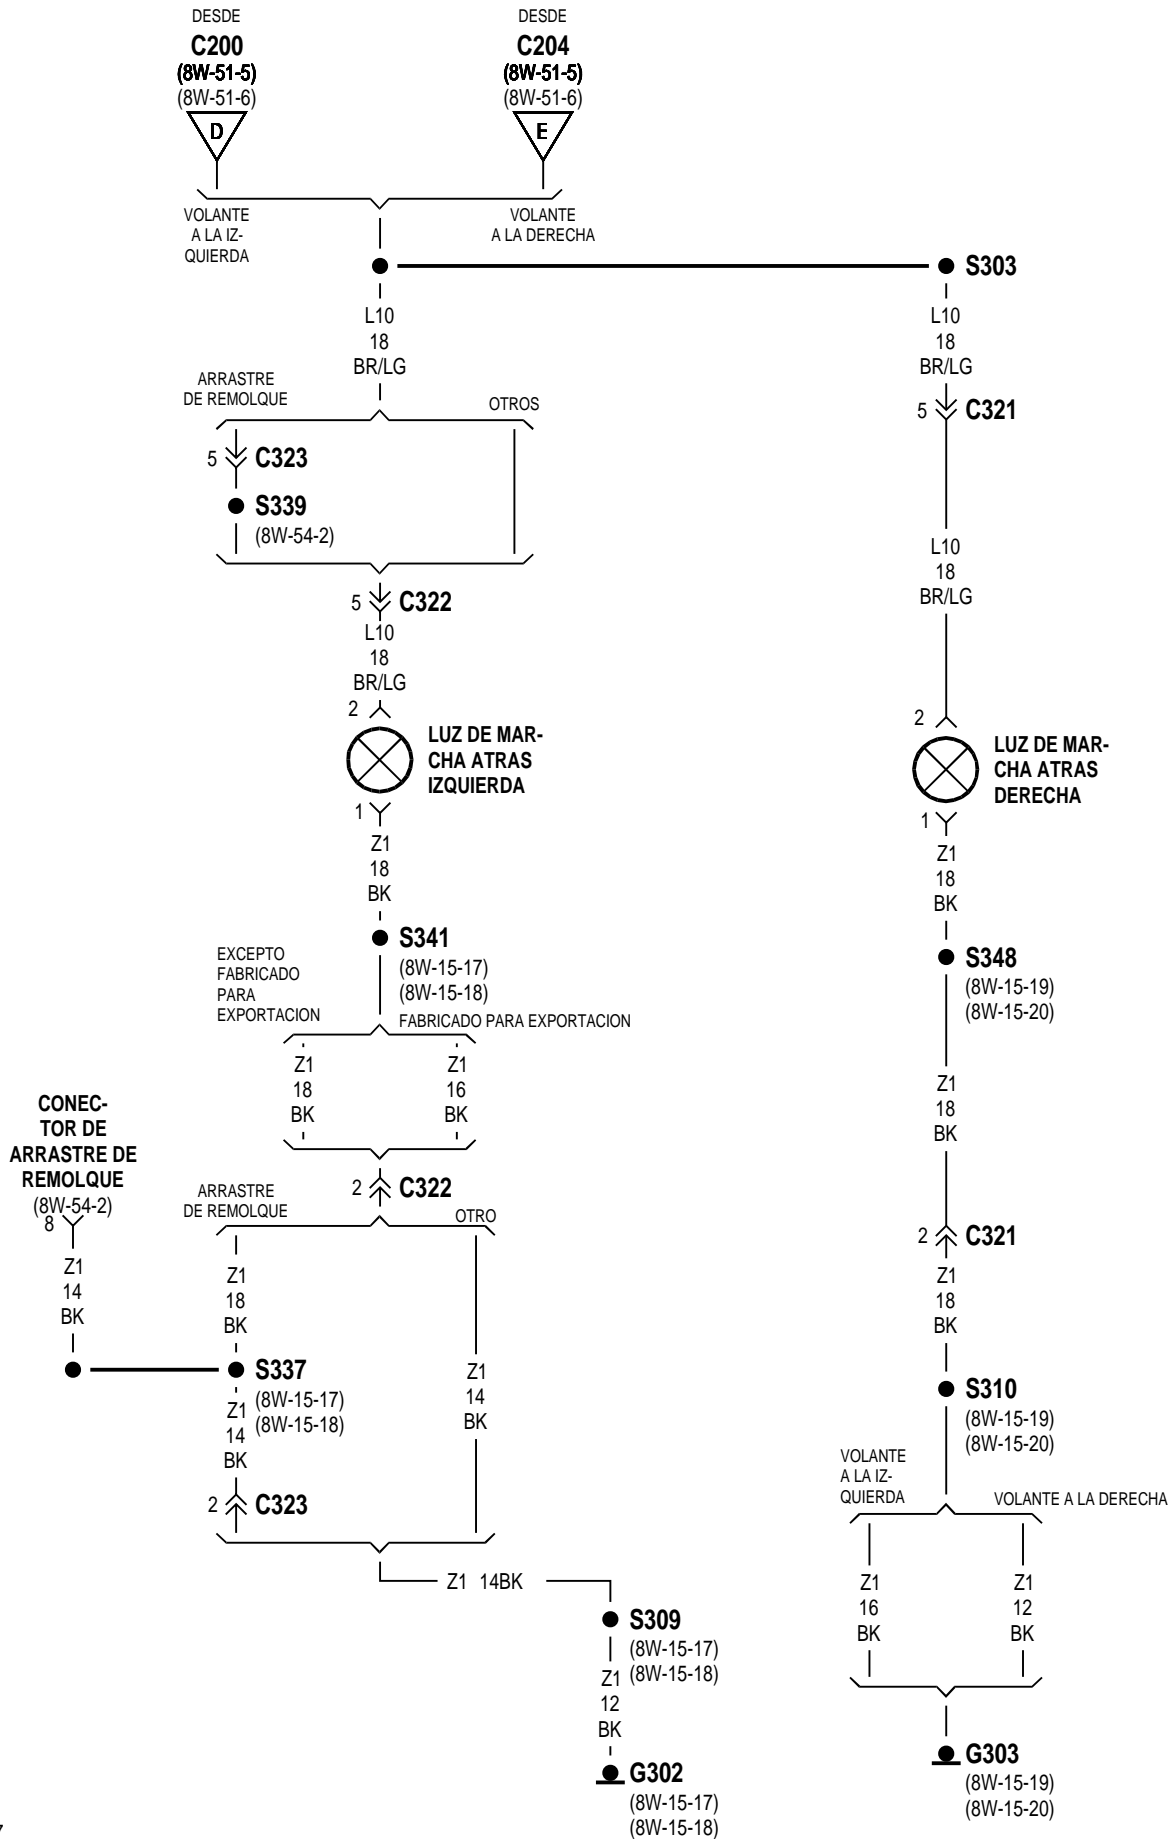 DESDE
C200
(8W-51-5)
(8W-51-6)
D
DESDE
C204
(8W-51-5)
(8W-51-6)
E
VOLANTE
A LA IZ-
QUIERDA
VOLANTE
A LA DERECHA
S303
L10
18
BR/LG
L10
18
BR/LG
ARRASTRE
DE REMOLQUE
OTROS
5
C321
5
C323
S339
(8W-54-2)
5
C322
L10
18
BR/LG
L10
18
BR/LG
2
LUZ DE MAR-
CHA ATRAS
IZQUIERDA
1
2
LUZ DE MAR-
CHA ATRAS
DERECHA
1
Z1
18
BK
Z1
18
BK
S341
(8W-15-17)
(8W-15-18)
S348
(8W-15-19)
(8W-15-20)
EXCEPTO
FABRICADO
PARA
EXPORTACION
FABRICADO PARA EXPORTACION
Z1
18
BK
Z1
16
BK
Z1
18
BK
CONEC-
TOR DE
ARRASTRE DE
REMOLQUE
(8W-54-2)
8
2
C322
ARRASTRE
DE REMOLQUE
OTRO
2
C321
Z1
14
BK
Z1
18
BK
Z1
18
BK
S337
(8W-15-17)
(8W-15-18)
Z1
14
BK
Z1
14
BK
S310
(8W-15-19)
(8W-15-20)
2
C323
VOLANTE
A LA IZ-
QUIERDA
VOLANTE A LA DERECHA
Z1 14BK
Z1
16
BK
Z1
12
BK
S309
(8W-15-17)
(8W-15-18)
Z1
12
BK
G302
(8W-15-17)
(8W-15-18)
G303
(8W-15-19)
(8W-15-20)